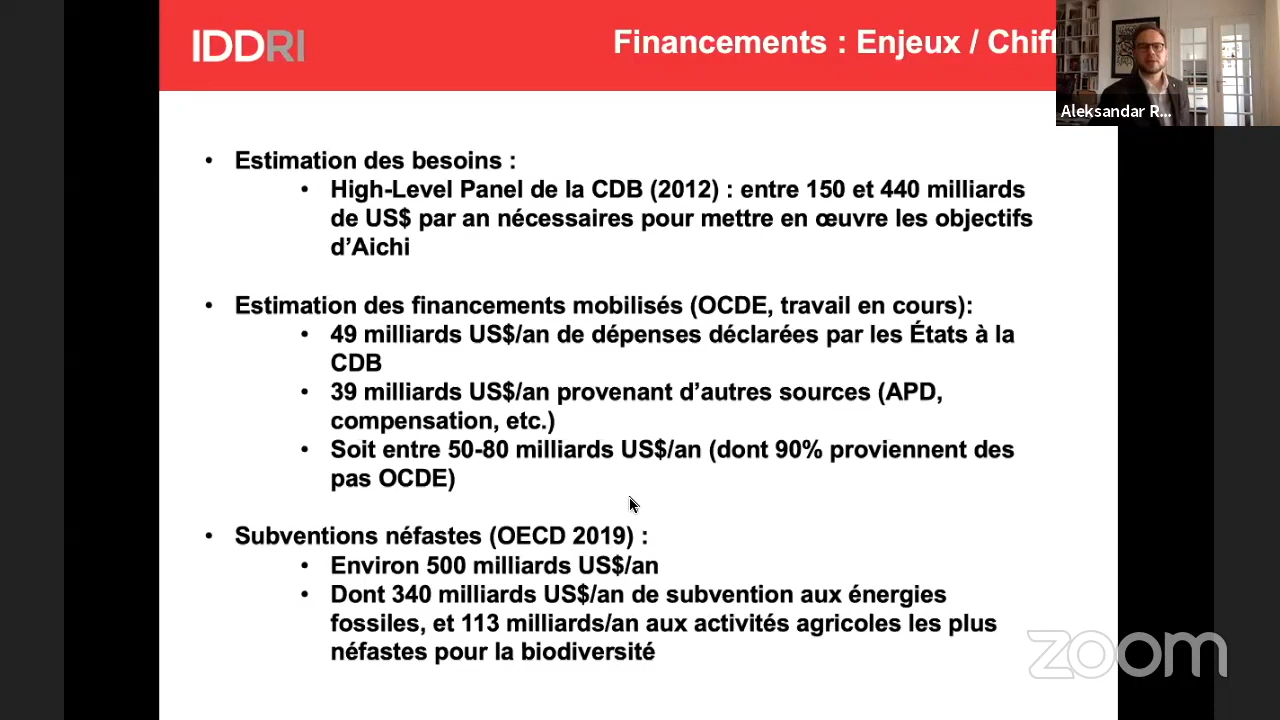 IDDRI
Financements : Enjeux / Chiff
Aleksandar R...
• Estimation des besoins :
• High-Level Panel de la CDB (2012) : entre 150 et 440 milliards
de US$ par an nécessaires pour mettre en œuvre les objectifs
d’Aichi
• Estimation des financements mobilisés (OCDE, travail en cours):
• 49 milliards US$/an de dépenses déclarées par les États à la
CDB
• 39 milliards US$/an provenant d’autres sources (APD,
compensation, etc.)
• Soit entre 50-80 milliards US$/an (dont 90% proviennent des
pas OCDE)
• Subventions néfastes (OECD 2019) :
• Environ 500 milliards US$/an
• Dont 340 milliards US$/an de subvention aux énergies
fossiles, et 113 milliards/an aux activités agricoles les plus
néfastes pour la biodiversité
zoom